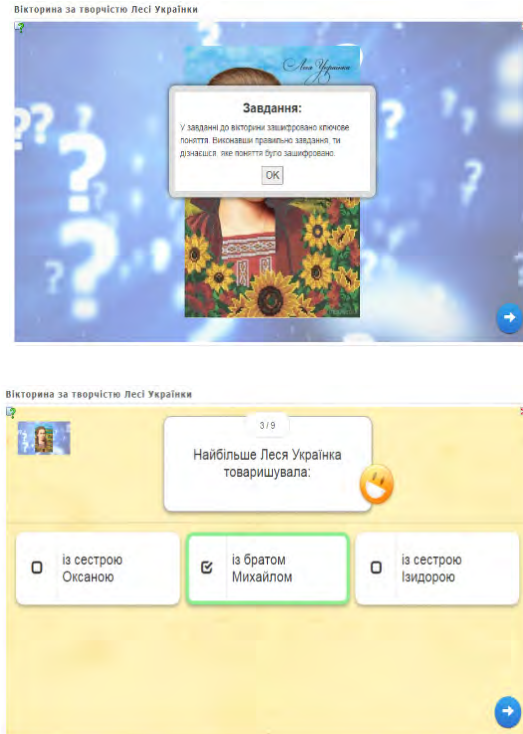 Вікторина за творчістю Лесі Українки
Леся Українка
Завдання:
У завданні до вікторини зашифровано ключове
поняття. Виконавши правильно завдання, ти
дізнаєшся, яке поняття було зашифровано.
OK
Вікторина за творчістю Лесі Українки
3/9
Найбільше Леся Українка
товаришувала:
із сестрою
Оксаною
із братом
Михайлом
із сестрою
Ізидорою